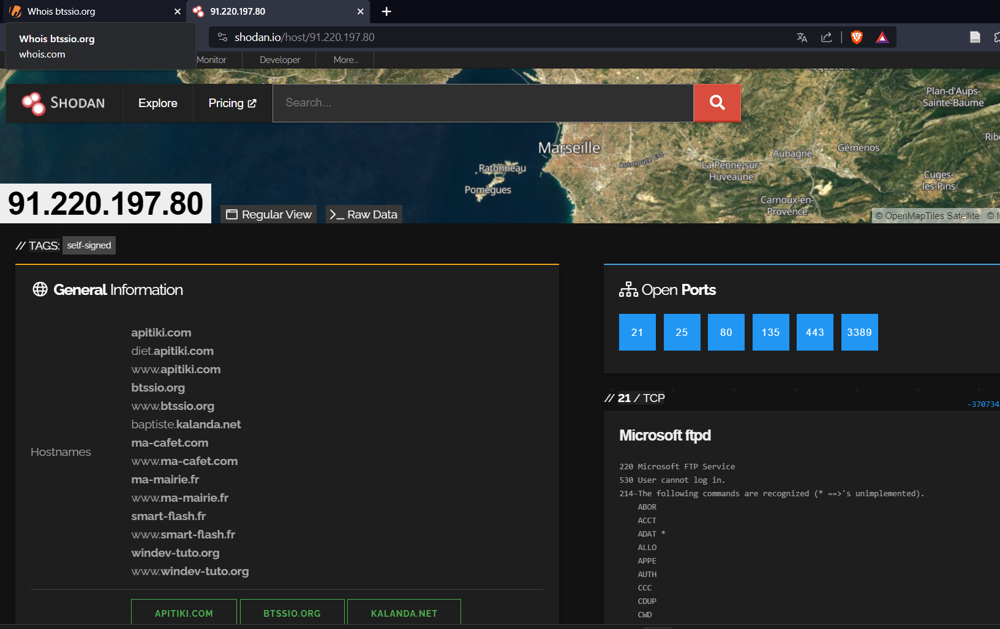 Whois btssio.org
91.220.197.80
Whois btssio.org
whois.com
shodan.io/host/91.220.197.80
Monitor
Developer
More...
SHODAN
Explore
Pricing
Search...
Plan-d'Aups-
Sainte-Baume
Marseille
Autoroute Est
Aubagne
Gémenos
Ratonneau
La Penne-sur-
Huveaune
Pomègues
Cuges-
les-Pins
Carnoux-en-
Provence
© OpenMapTiles Satellite ©
91.220.197.80
Regular View
>_ Raw Data
// TAGS: self-signed
General Information
Hostnames
apitiki.com
diet.apitiki.com
www.apitiki.com
btssio.org
www.btssio.org
baptiste.kalanda.net
ma-cafet.com
www.ma-cafet.com
ma-mairie.fr
www.ma-mairie.fr
smart-flash.fr
www.smart-flash.fr
windev-tuto.org
www.windev-tuto.org
APITIKI.COM
BTSSIO.ORG
KALANDA.NET
Open Ports
21 25 80 135 443 3389
// 21 / TCP
-370734
Microsoft ftpd
220 Microsoft FTP Service
530 User cannot log in.
214-The following commands are recognized (* ==>'s unimplemented).
ABOR
ACCT
ADAT *
ALLO
APPE
AUTH
CCC
CDUP
CWD